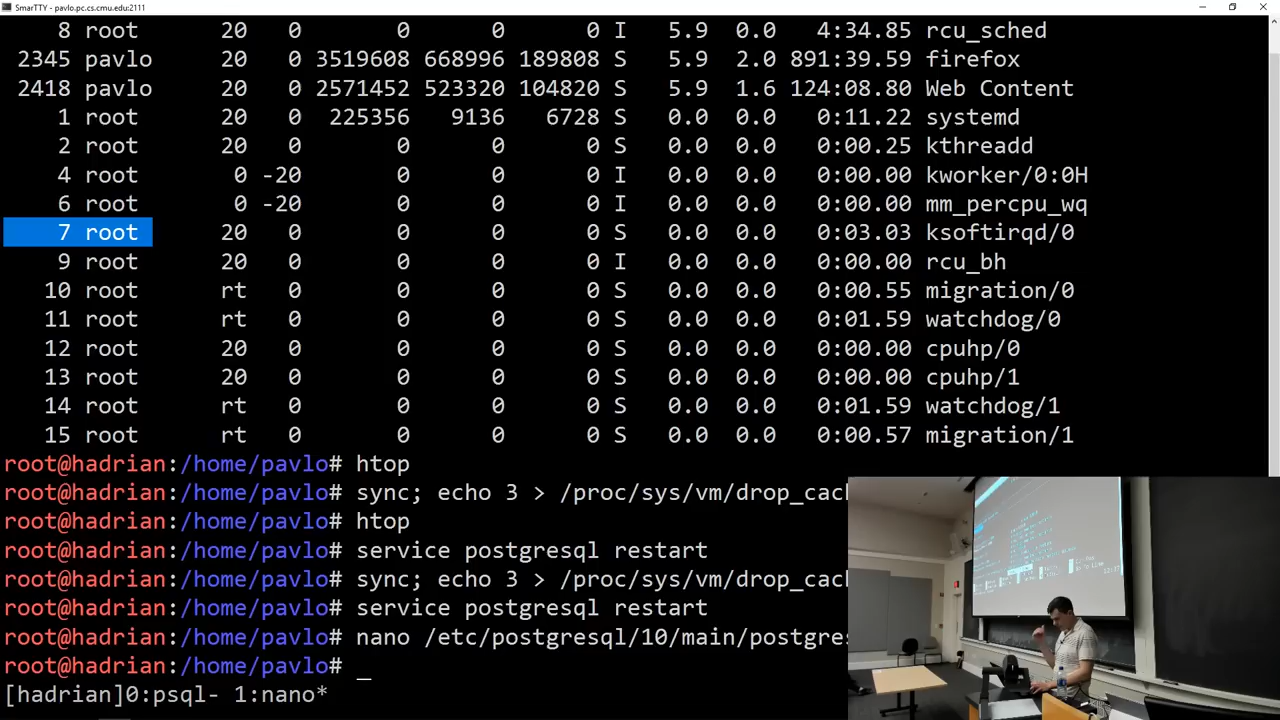 SmarTTY - pavlo.pc.cs.cmu.edu:2111
8 root 20 0 0 0 0 I 5.9 0.0 4:34.85 rcu_sched
2345 pavlo 20 0 3519608 668996 189808 S 5.9 2.0 891:39.59 firefox
2418 pavlo 20 0 2571452 523320 104820 S 5.9 1.6 124:08.80 Web Content
1 root 20 0 225356 9136 6728 S 0.0 0.0 0:11.22 systemd
2 root 20 0 0 0 0 S 0.0 0.0 0:00.25 kthreadd
4 root 0 -20 0 0 0 I 0.0 0.0 0:00.00 kworker/0:0H
6 root 0 -20 0 0 0 I 0.0 0.0 0:00.00 mm_percpu_wq
7 root 20 0 0 0 0 S 0.0 0.0 0:03.03 ksoftirqd/0
9 root 20 0 0 0 0 I 0.0 0.0 0:00.00 rcu_bh
10 root rt 0 0 0 0 S 0.0 0.0 0:00.55 migration/0
11 root rt 0 0 0 0 S 0.0 0.0 0:01.59 watchdog/0
12 root 20 0 0 0 0 S 0.0 0.0 0:00.00 cpuhp/0
13 root 20 0 0 0 0 S 0.0 0.0 0:00.00 cpuhp/1
14 root rt 0 0 0 0 S 0.0 0.0 0:01.59 watchdog/1
15 root rt 0 0 0 0 S 0.0 0.0 0:00.57 migration/1
root@hadrian:/home/pavlo# htop
root@hadrian:/home/pavlo# sync; echo 3 > /proc/sys/vm/drop_cac
root@hadrian:/home/pavlo# htop
root@hadrian:/home/pavlo# service postgresql restart
root@hadrian:/home/pavlo# sync; echo 3 > /proc/sys/vm/drop_cac
root@hadrian:/home/pavlo# service postgresql restart
root@hadrian:/home/pavlo# nano /etc/postgresql/10/main/postgres
root@hadrian:/home/pavlo# _
[hadrian]0:psql- 1:nano*